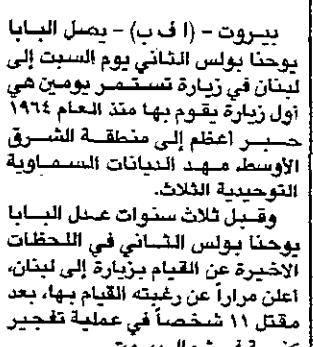 بيروت – (ا ف ب) – يصل البابا
يوحنا بولس الثاني يوم السبت إلى
لبنان في زيارة تستمر يومين هي
أول زيارة يقوم بها منذ العام ١٩٦٤
حبر أعظم إلى منطقة الشرق
الأوسط، مهد الديانات السماوية
التوحيدية الثلاث.
وقبل ثلاث سنوات عدل البابا
يوحنا بولس الثاني في اللحظات
الاخيرة عن القيام بزيارة إلى لبنان،
أعلن مراراً عن رغبته القيام بها، بعد
مقتل ١١ شخصاً في عملية تفجير